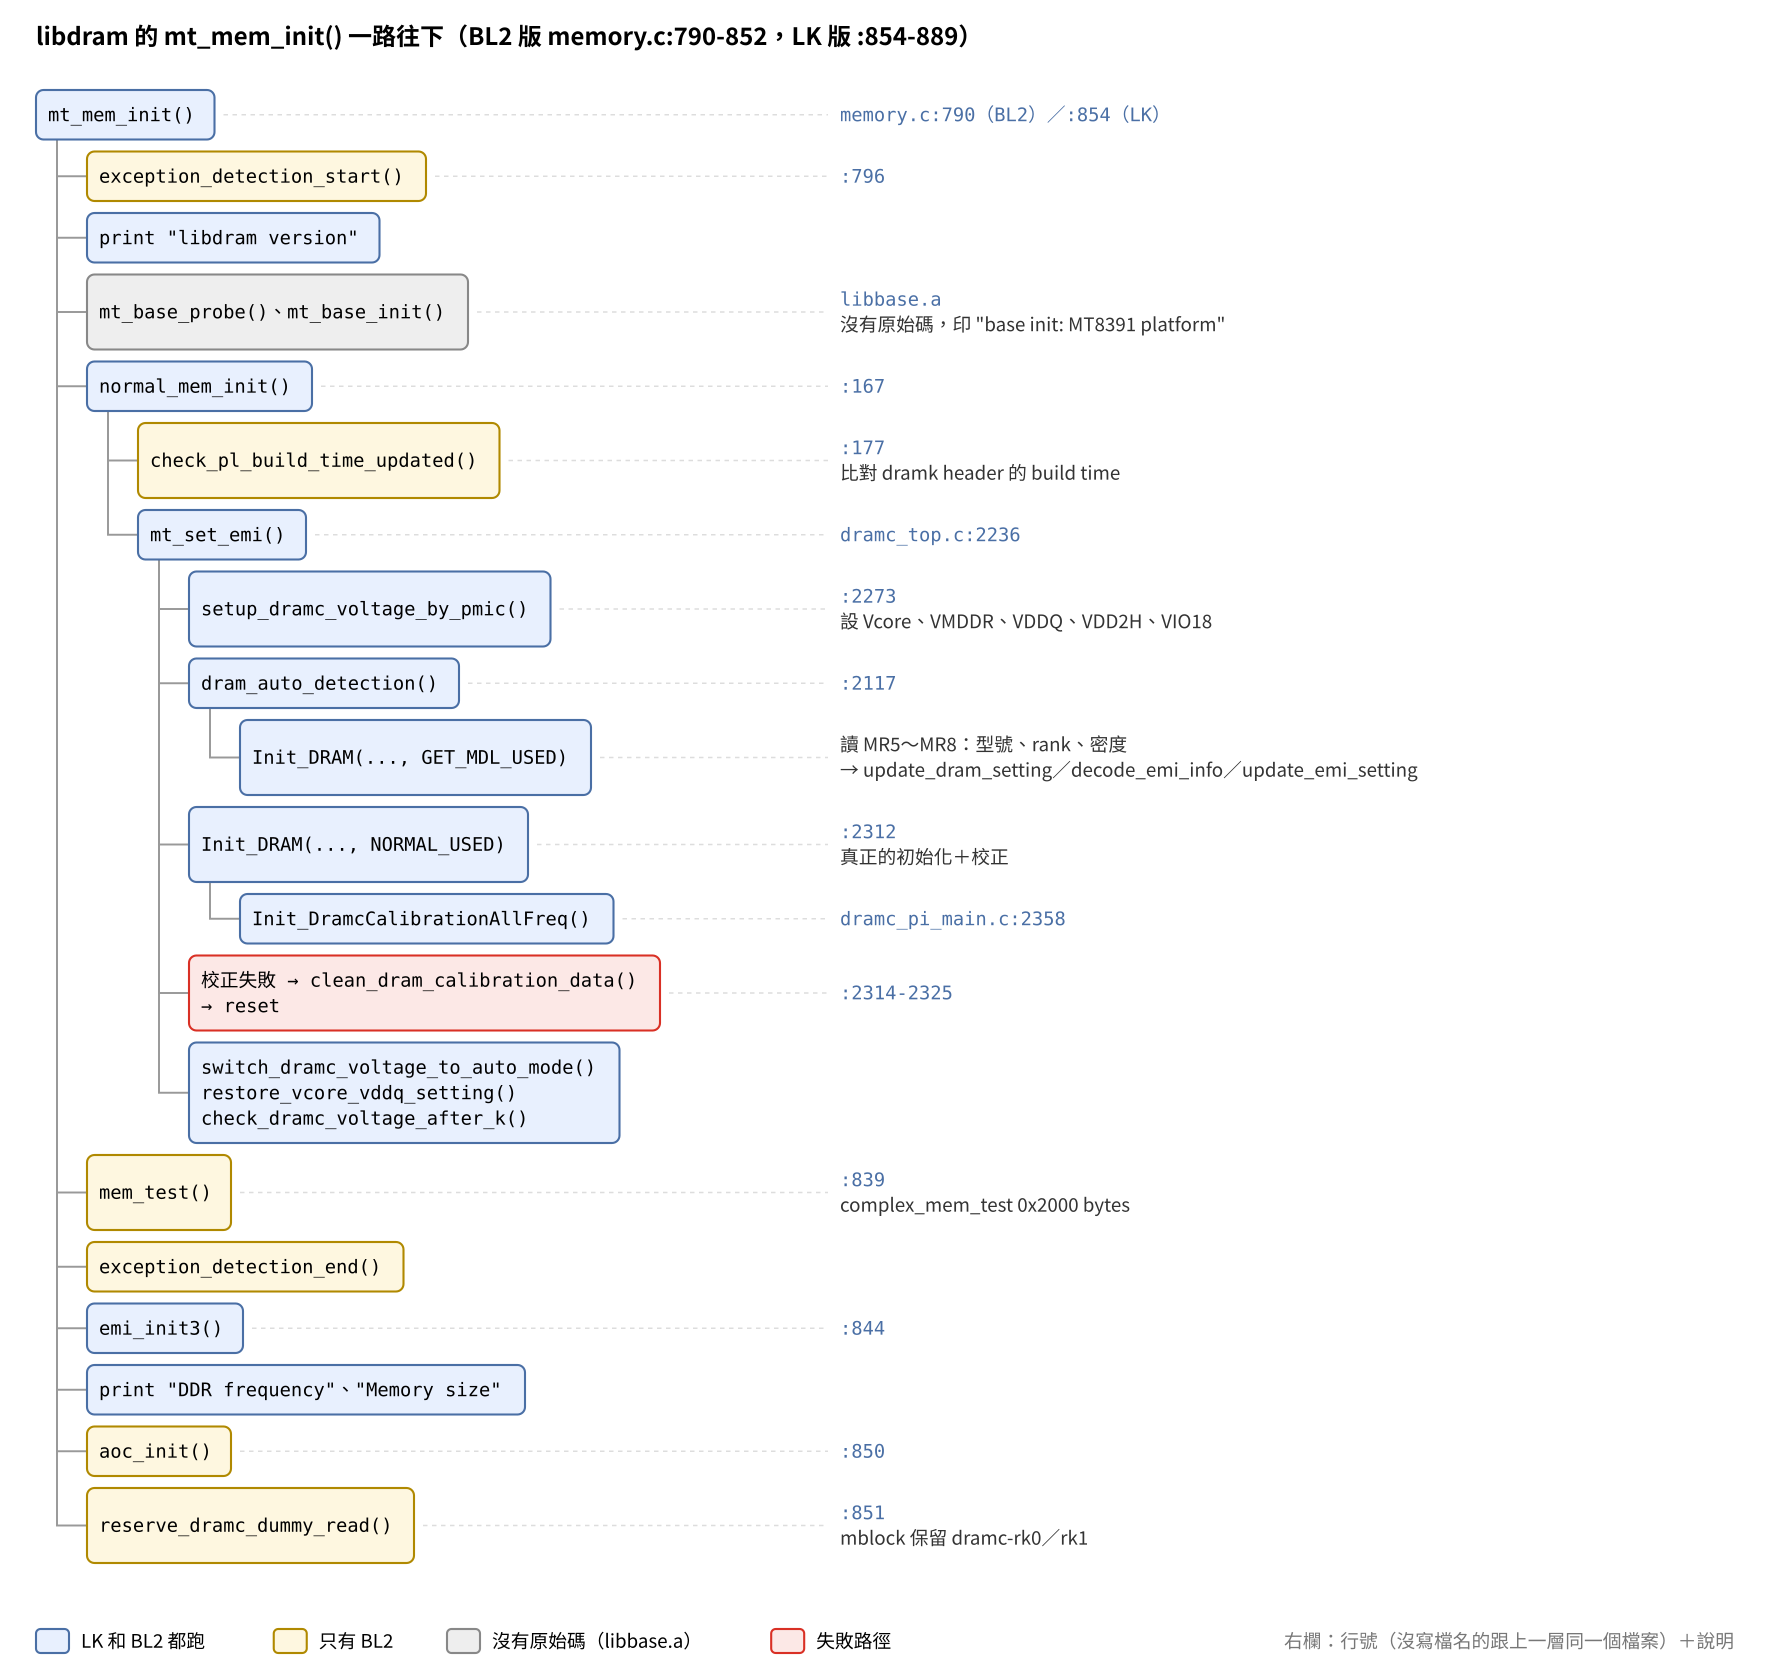 libdram 的 mt_mem_init() 一路往下（BL2 版 memory.c:790-852，LK 版 :854-889）
mt_mem_init()
memory.c:790（BL2）／:854（LK）
exception_detection_start()
:796
print "libdram version"
mt_base_probe()、mt_base_init()
libbase.a
沒有原始碼，印 "base init: MT8391 platform"
normal_mem_init()
:167
check_pl_build_time_updated()
:177
比對 dramk header 的 build time
mt_set_emi()
dramc_top.c:2236
setup_dramc_voltage_by_pmic()
:2273
設 Vcore、VMDDR、VDDQ、VDD2H、VIO18
dram_auto_detection()
:2117
Init_DRAM(..., GET_MDL_USED)
讀 MR5～MR8：型號、rank、密度
→ update_dram_setting／decode_emi_info／update_emi_setting
Init_DRAM(..., NORMAL_USED)
:2312
真正的初始化＋校正
Init_DramcCalibrationAllFreq()
dramc_pi_main.c:2358
校正失敗 → clean_dram_calibration_data()
→ reset
:2314-2325
switch_dramc_voltage_to_auto_mode()
restore_vcore_vddq_setting()
check_dramc_voltage_after_k()
mem_test()
:839
complex_mem_test 0x2000 bytes
exception_detection_end()
emi_init3()
:844
print "DDR frequency"、"Memory size"
aoc_init()
:850
reserve_dramc_dummy_read()
:851
mblock 保留 dramc-rk0／rk1
LK 和 BL2 都跑
只有 BL2
沒有原始碼（libbase.a）
失敗路徑
右欄：行號（沒寫檔名的跟上一層同一個檔案）＋說明